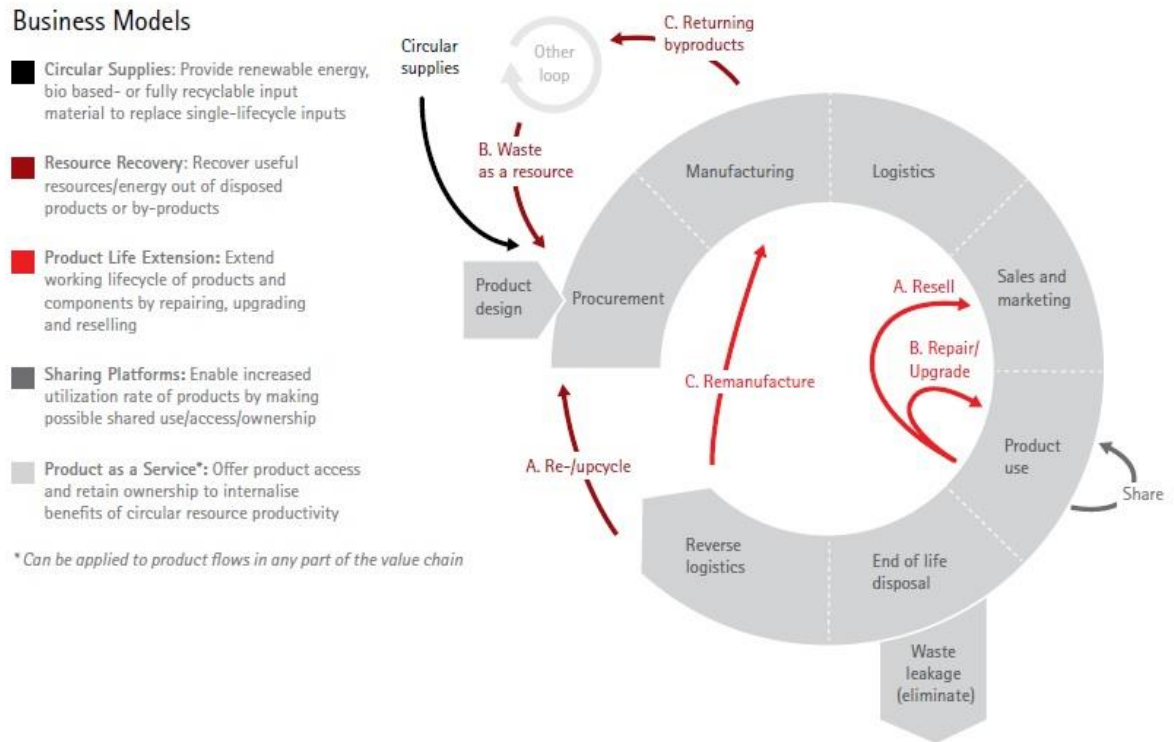 Business Models
Circular Supplies: Provide renewable energy,
bio based- or fully recyclable input
material to replace single-lifecycle inputs
Resource Recovery: Recover useful
resources/energy out of disposed
products or by-products
Product Life Extension: Extend
working lifecycle of products and
components by repairing, upgrading
and reselling
Sharing Platforms: Enable increased
utilization rate of products by making
possible shared use/access/ownership
Product as a Service*: Offer product access
and retain ownership to internalise
benefits of circular resource productivity
* Can be applied to product flows in any part of the value chain
Circular
supplies
Other
loop
C. Returning
byproducts
B. Waste
as a resource
Manufacturing
Logistics
Product
design
Procurement
Sales and
marketing
A. Resell
B. Repair/
Upgrade
C. Remanufacture
Product
use
Share
A. Re-/upcycle
Reverse
logistics
End of life
disposal
Waste
leakage
(eliminate)